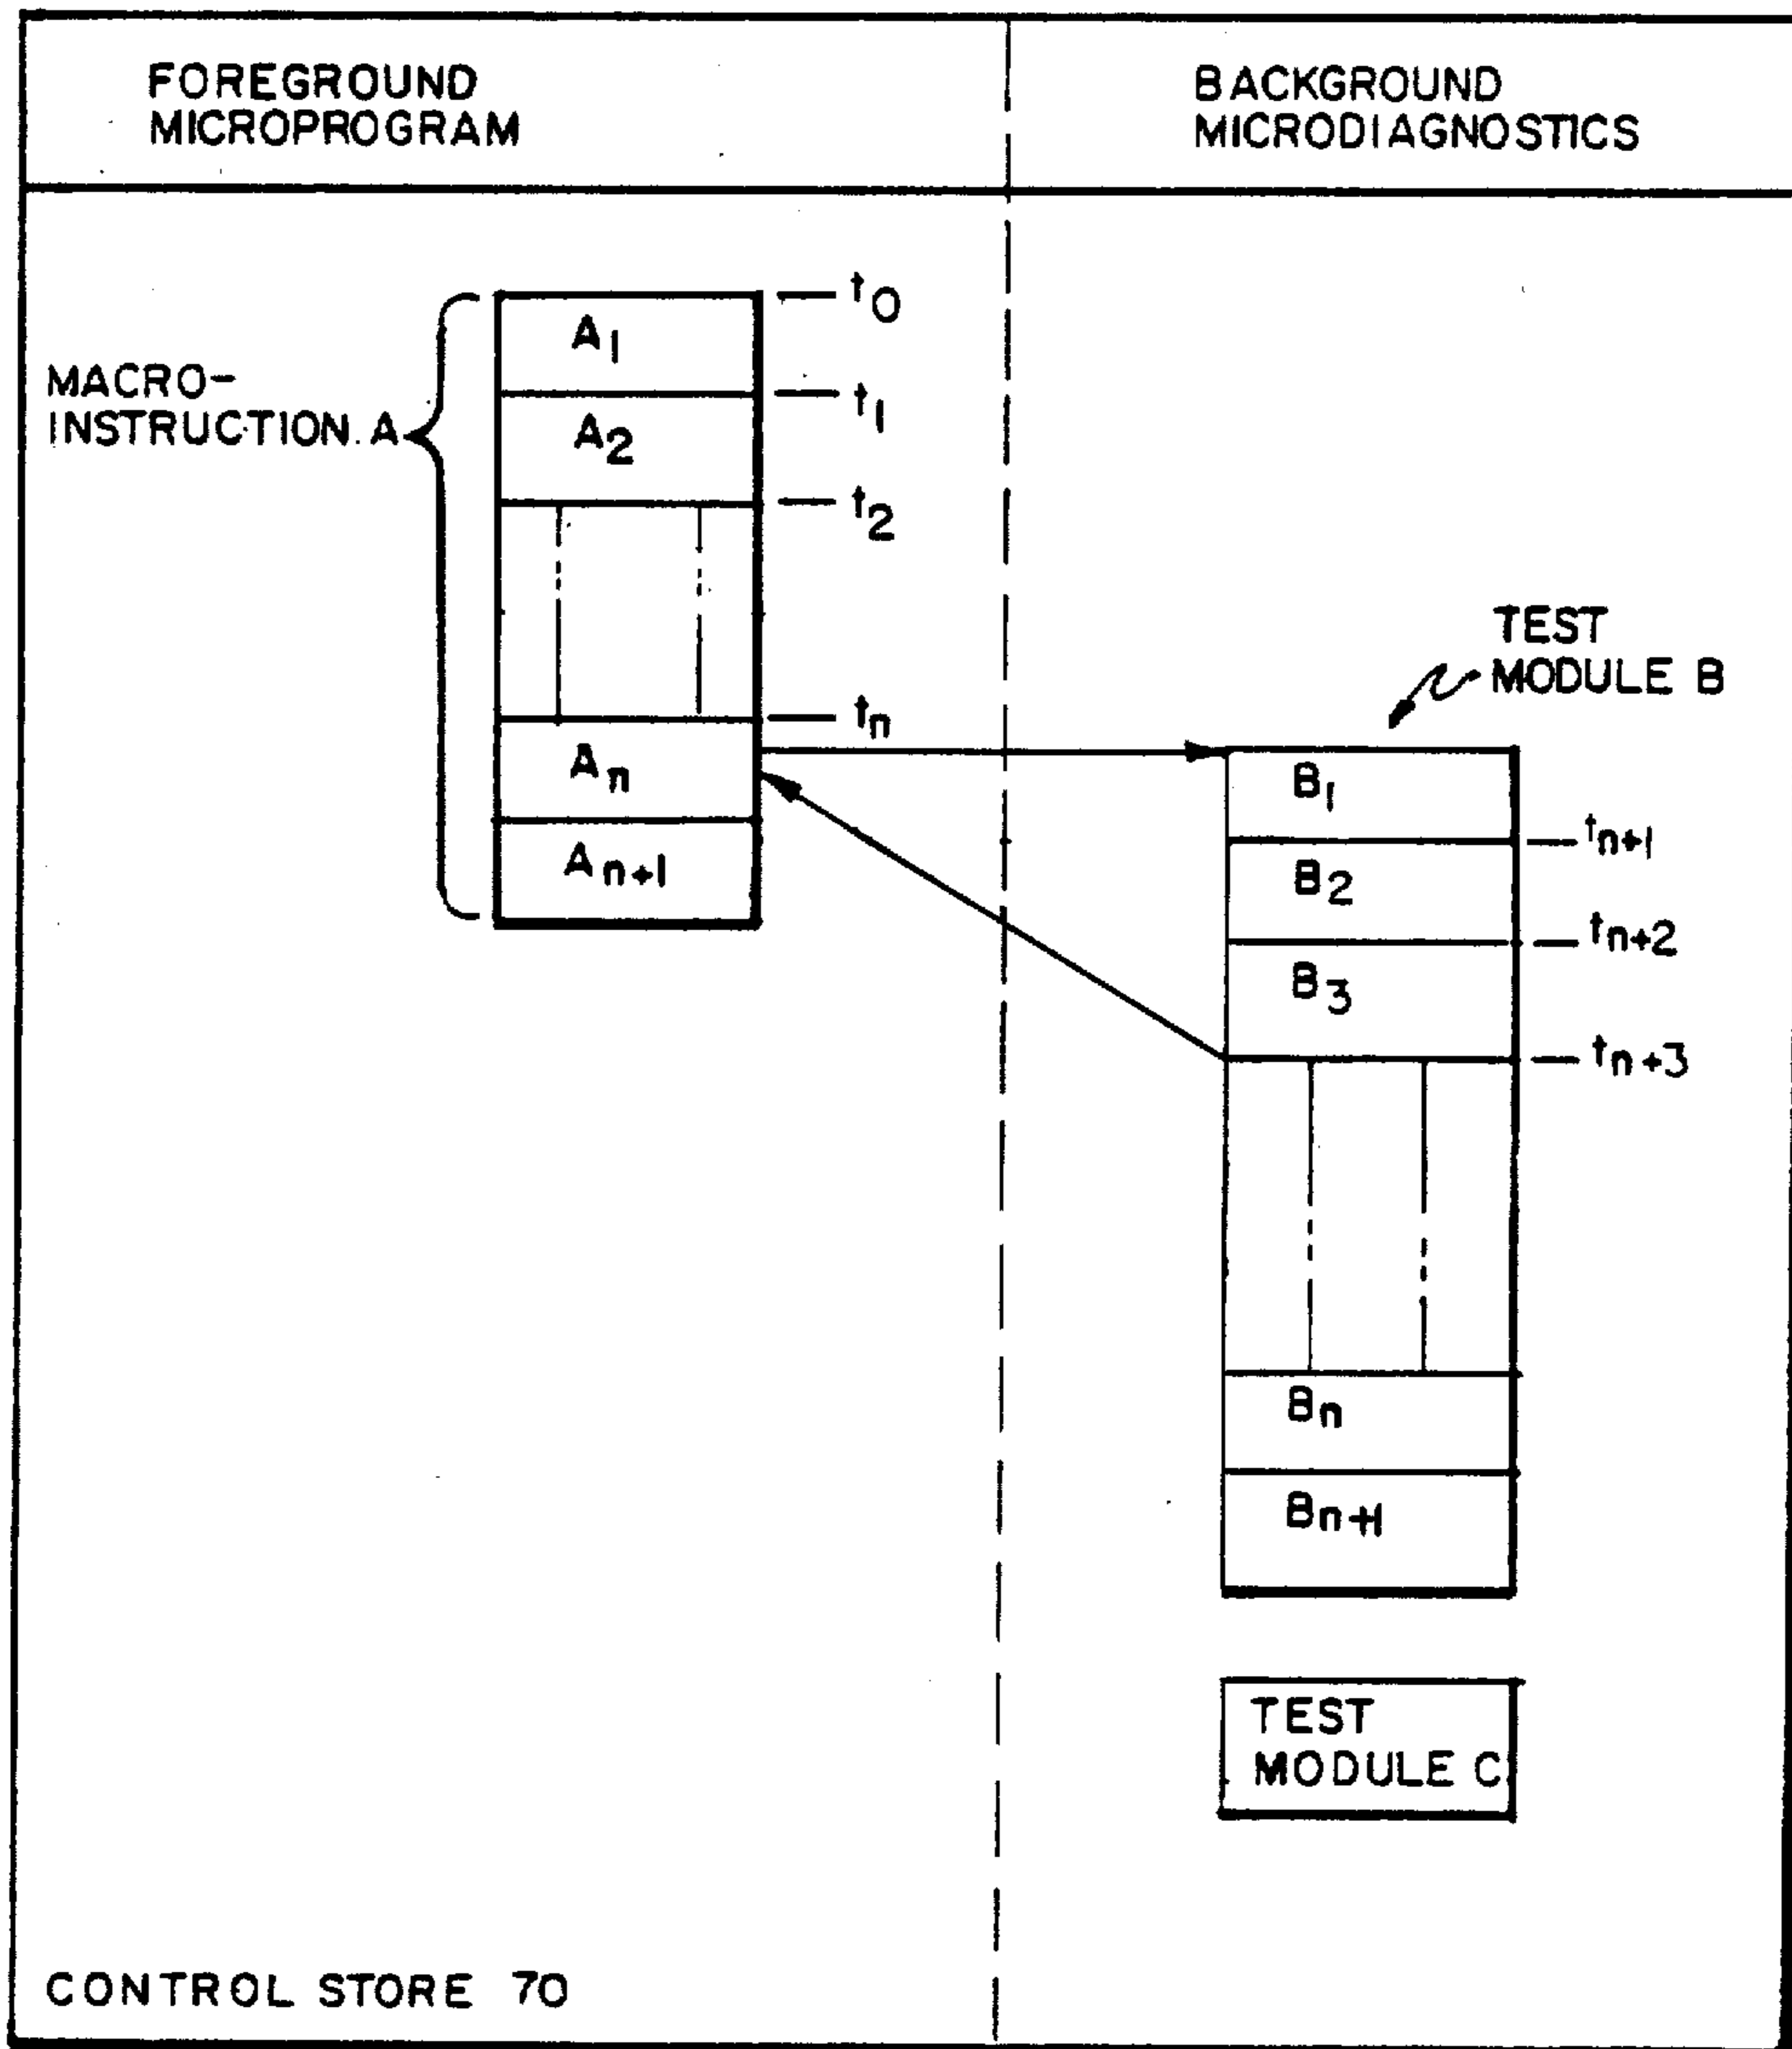 FOREGROUND
MICROPROGRAM
BACKGROUND
MICRODIAGNOSTICS
MACRO-
INSTRUCTION. A
A1
A2
An
An+1
t0
t1
t2
tn
TEST
MODULE B
B1
B2
B3
Bn
Bn+1
tn+1
tn+2
tn+3
TEST
MODULE C
CONTROL STORE 70